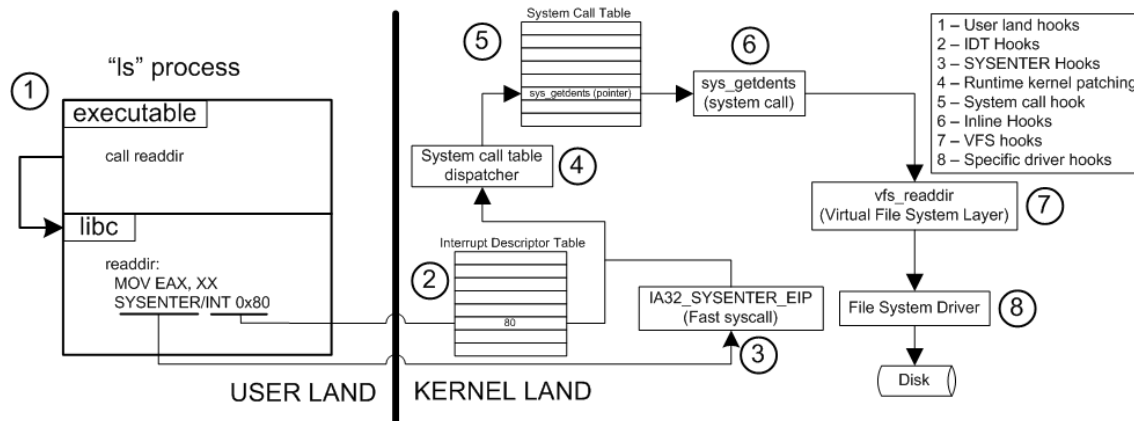 "ls" process
1
executable
call readdir
libc
readdir:
MOV EAX, XX
SYSENTER/INT 0x80
USER LAND
KERNEL LAND
System Call Table
5
sys_getdents (pointer)
6
sys_getdents
(system call)
System call table
dispatcher
4
Interrupt Descriptor Table
2
80
IA32_SYSENTER_EIP
(Fast syscall)
3
1 – User land hooks
2 – IDT Hooks
3 – SYSENTER Hooks
4 – Runtime kernel patching
5 – System call hook
6 – Inline Hooks
7 – VFS hooks
8 – Specific driver hooks
vfs_readdir
(Virtual File System Layer)
7
File System Driver
8
Disk